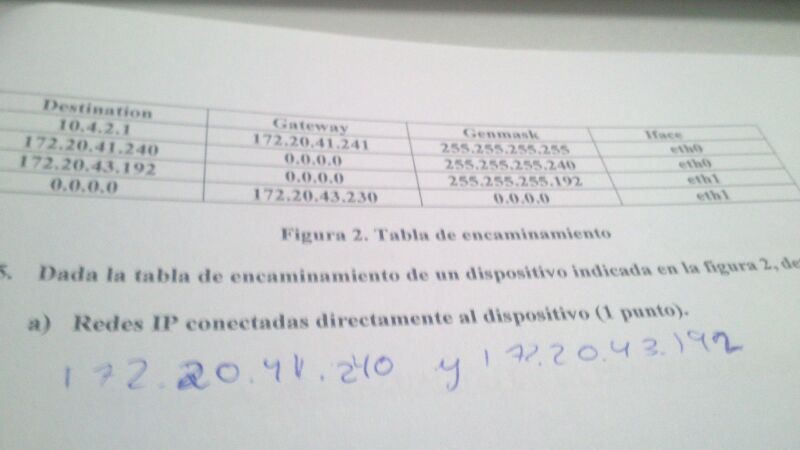 Destination Gateway Genmask Iface
10.4.2.1 172.20.41.241 255.255.255.255 eth0
172.20.41.240 0.0.0.0 255.255.255.240 eth0
172.20.43.192 0.0.0.0 255.255.255.192 eth1
0.0.0.0 172.20.43.230 0.0.0.0 eth1
Figura 2. Tabla de encaminamiento
5. Dada la tabla de encaminamiento de un dispositivo indicada en la figura 2, de
a) Redes IP conectadas directamente al dispositivo (1 punto).
172.20.41.240 y 172.20.43.192